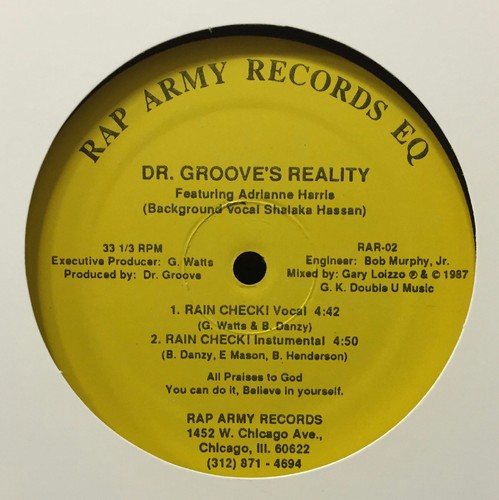 RAP ARMY RECORDS EQ
DR. GROOVE'S REALITY
Featuring Adrianne Harris
(Background Vocal Shalaka Hassan)
33 1/3 RPM
Executive Producer: G. Watts
Produced by: Dr. Groove
RAR-02
Engineer: Bob Murphy, Jr.
Mixed by: Gary Loizzo ℗ & © 1987
G. K. Double U Music
1. RAIN CHECK! Vocal 4:42
(G. Watts & B. Danzy)
2. RAIN CHECK! Instumental 4:50
(B. Danzy, E Mason, B. Henderson)
All Praises to God
You can do it, Believe in yourself.
RAP ARMY RECORDS
1452 W. Chicago Ave.,
Chicago, Ill. 60622
(312) 871 - 4694